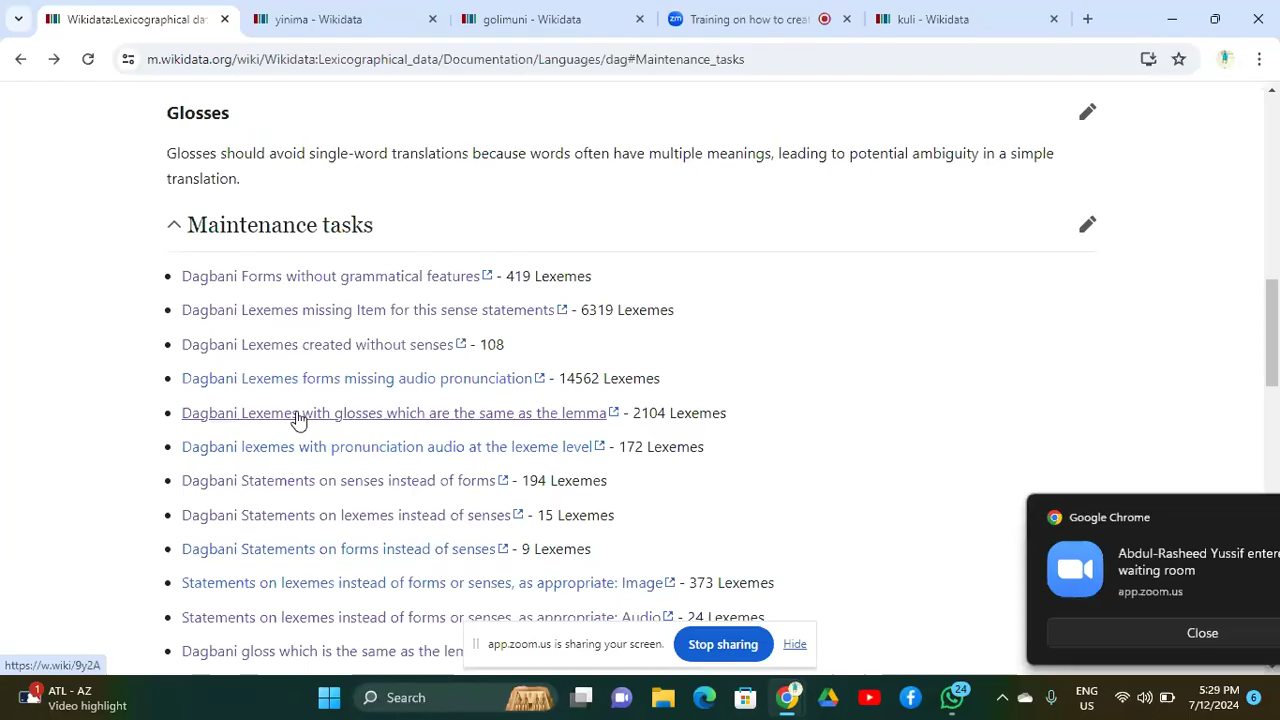 Wikidata:Lexicographical dat
yinima - Wikidata
golimuni - Wikidata
zm
Training on how to creat
kuli - Wikidata
m.wikidata.org/wiki/Wikidata:Lexicographical_data/Documentation/Languages/dag#Maintenance_tasks
Glosses
Glosses should avoid single-word translations because words often have multiple meanings, leading to potential ambiguity in a simple
translation.
Maintenance tasks
Dagbani Forms without grammatical features - 419 Lexemes
Dagbani Lexemes missing Item for this sense statements - 6319 Lexemes
Dagbani Lexemes created without senses - 108
Dagbani Lexemes forms missing audio pronunciation - 14562 Lexemes
Dagbani Lexemes with glosses which are the same as the lemma - 2104 Lexemes
Dagbani lexemes with pronunciation audio at the lexeme level - 172 Lexemes
Dagbani Statements on senses instead of forms - 194 Lexemes
Dagbani Statements on lexemes instead of senses - 15 Lexemes
Dagbani Statements on forms instead of senses - 9 Lexemes
Statements on lexemes instead of forms or senses, as appropriate: Image - 373 Lexemes
Statements on lexemes instead of forms or senses, as appropriate: Audio - 24 Lexemes
Dagbani gloss which is the same as the lem
Google Chrome
Abdul-Rasheed Yussif entere
waiting room
app.zoom.us
Close
app.zoom.us is sharing your screen.
Stop sharing
Hide
https://w.wiki/9y2A
1
ATL - AZ
Video highlight
Search
24
ENG
US
5:29 PM
7/12/2024
6